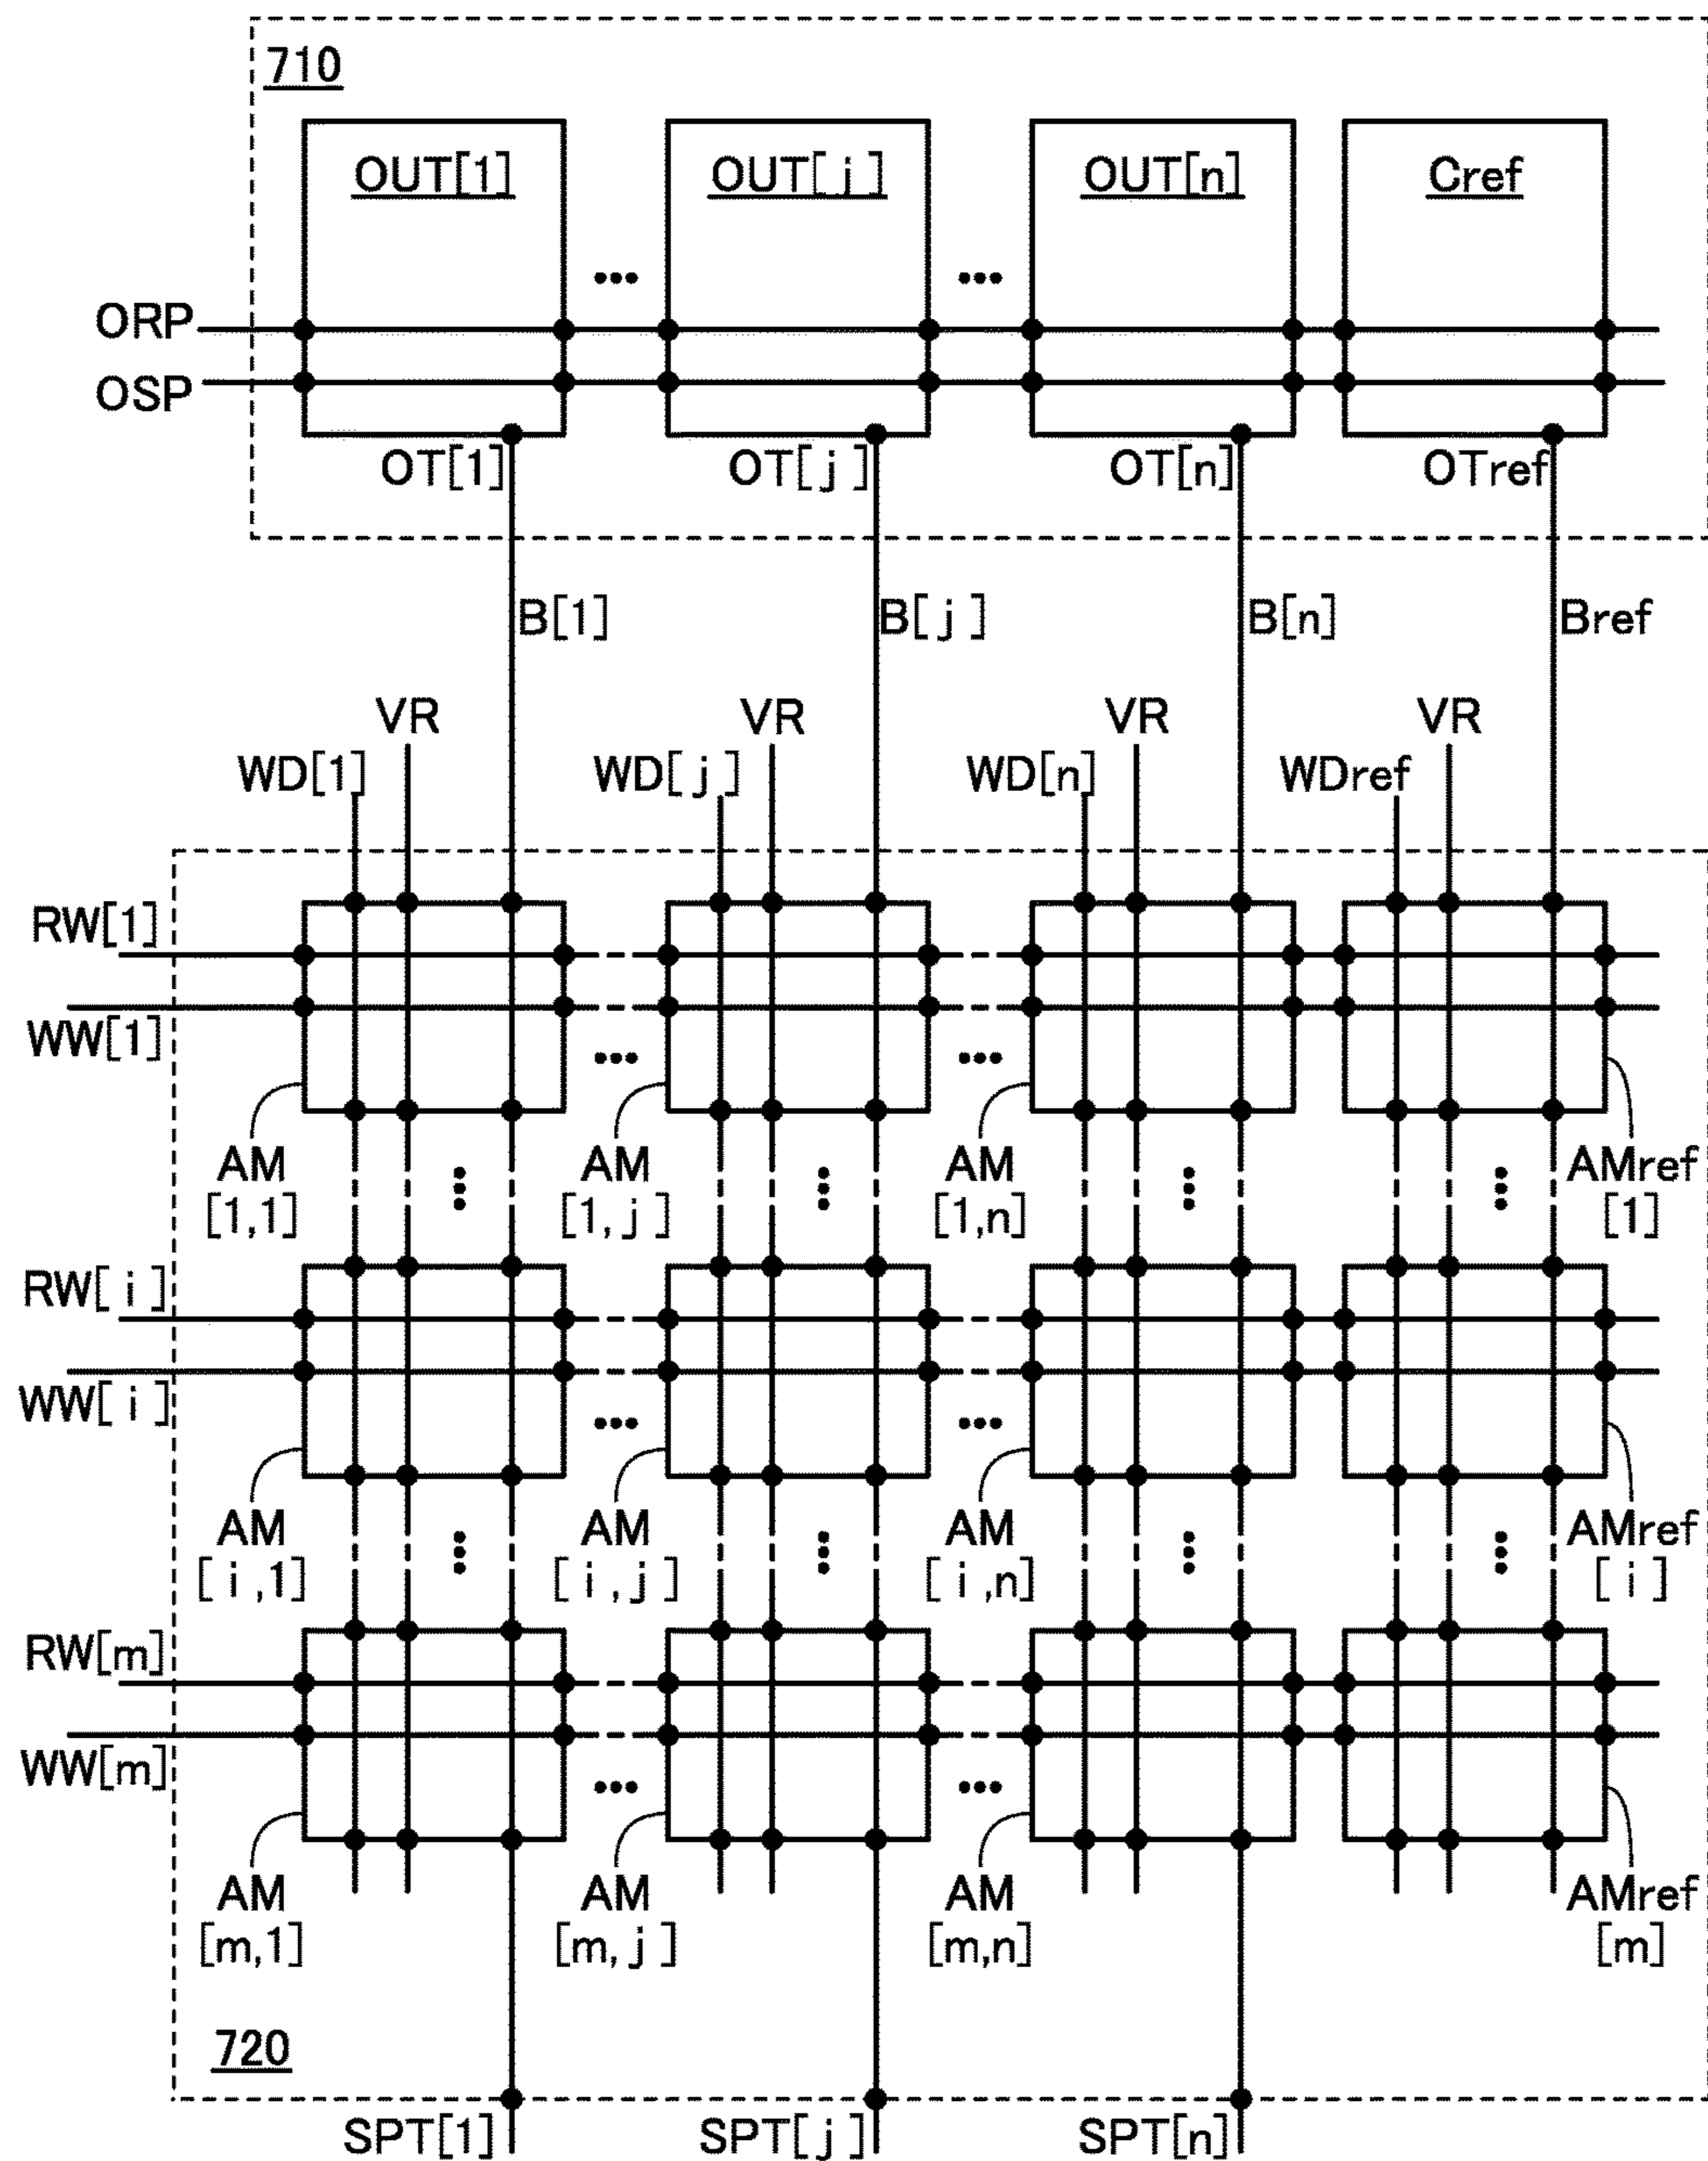 710
OUT[1] OUT[j] OUT[n] Cref
ORP
OSP
OT[1] OT[j] OT[n] OTref
B[1] B[j] B[n] Bref
VR VR VR VR
WD[1] WD[j] WD[n] WDref
RW[1]
WW[1]
AM AM AM AMref
[1,1] [1,j] [1,n] [1]
RW[i]
WW[i]
AM AM AM AMref
[i,1] [i,j] [i,n] [i]
RW[m]
WW[m]
AM AM AM AMref
[m,1] [m,j] [m,n] [m]
720
SPT[1] SPT[j] SPT[n]